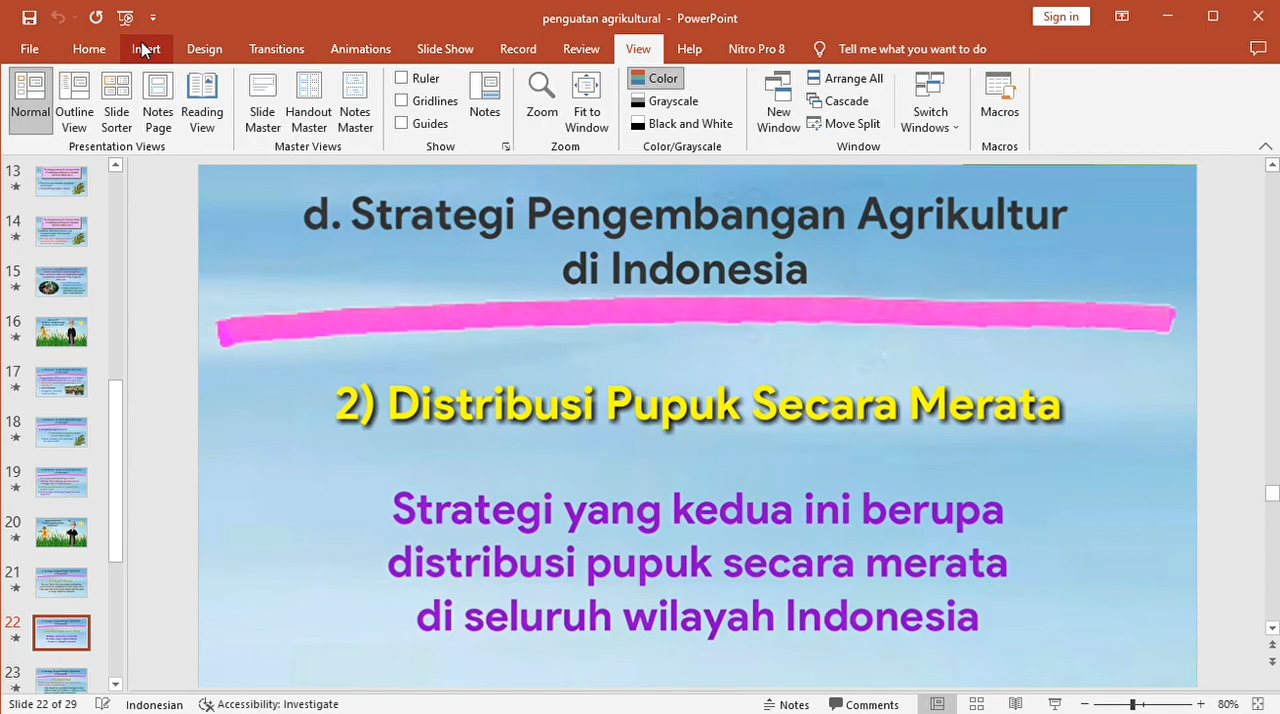 penguatan agrikultural - PowerPoint
Sign in
File Home Insert Design Transitions Animations Slide Show Record Review View Help Nitro Pro 8 Tell me what you want to do
Normal
Outline View
Slide Sorter
Notes Page
Reading View
Presentation Views
Slide Master
Handout Master
Notes Master
Master Views
Ruler
Gridlines
Guides
Notes
Show
Zoom
Fit to Window
Zoom
Color
Grayscale
Black and White
Color/Grayscale
New Window
Arrange All
Cascade
Move Split
Switch Windows
Window
Macros
Macros
13
14
15
16
17
18
19
20
21
22
23
d. Strategi Pengembangan Agrikultur
di Indonesia
2) Distribusi Pupuk Secara Merata
Strategi yang kedua ini berupa
distribusi pupuk secara merata
di seluruh wilayah Indonesia
Slide 22 of 29 Indonesian Accessibility: Investigate Notes Comments 80%